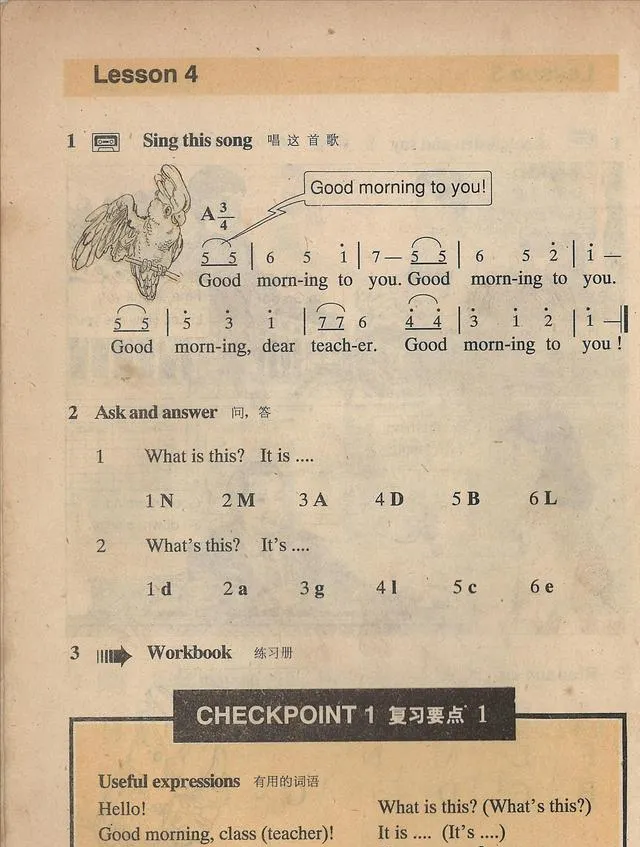 Lesson 4
1 Sing this song 唱这首歌
Good morning to you!
A 3/4
5 5 | 6 5 i̇ | 7 — 5 5 | 6 5 2̇ | i̇ —
Good morn-ing to you. Good morn-ing to you.
5 5 | 5̇ 3̇ i̇ | 7 7 6 4̇ 4̇ | 3̇ i̇ 2̇ | i̇ —
Good morn-ing, dear teach-er. Good morn-ing to you !
2 Ask and answer 问，答
1 What is this? It is ....
1 N 2 M 3 A 4 D 5 B 6 L
2 What's this? It's ....
1 d 2 a 3 g 4 l 5 c 6 e
3 Workbook 练习册
CHECKPOINT 1 复习要点 1
Useful expressions 有用的词语
Hello! What is this? (What's this?)
Good morning, class (teacher)! It is .... (It's ....)